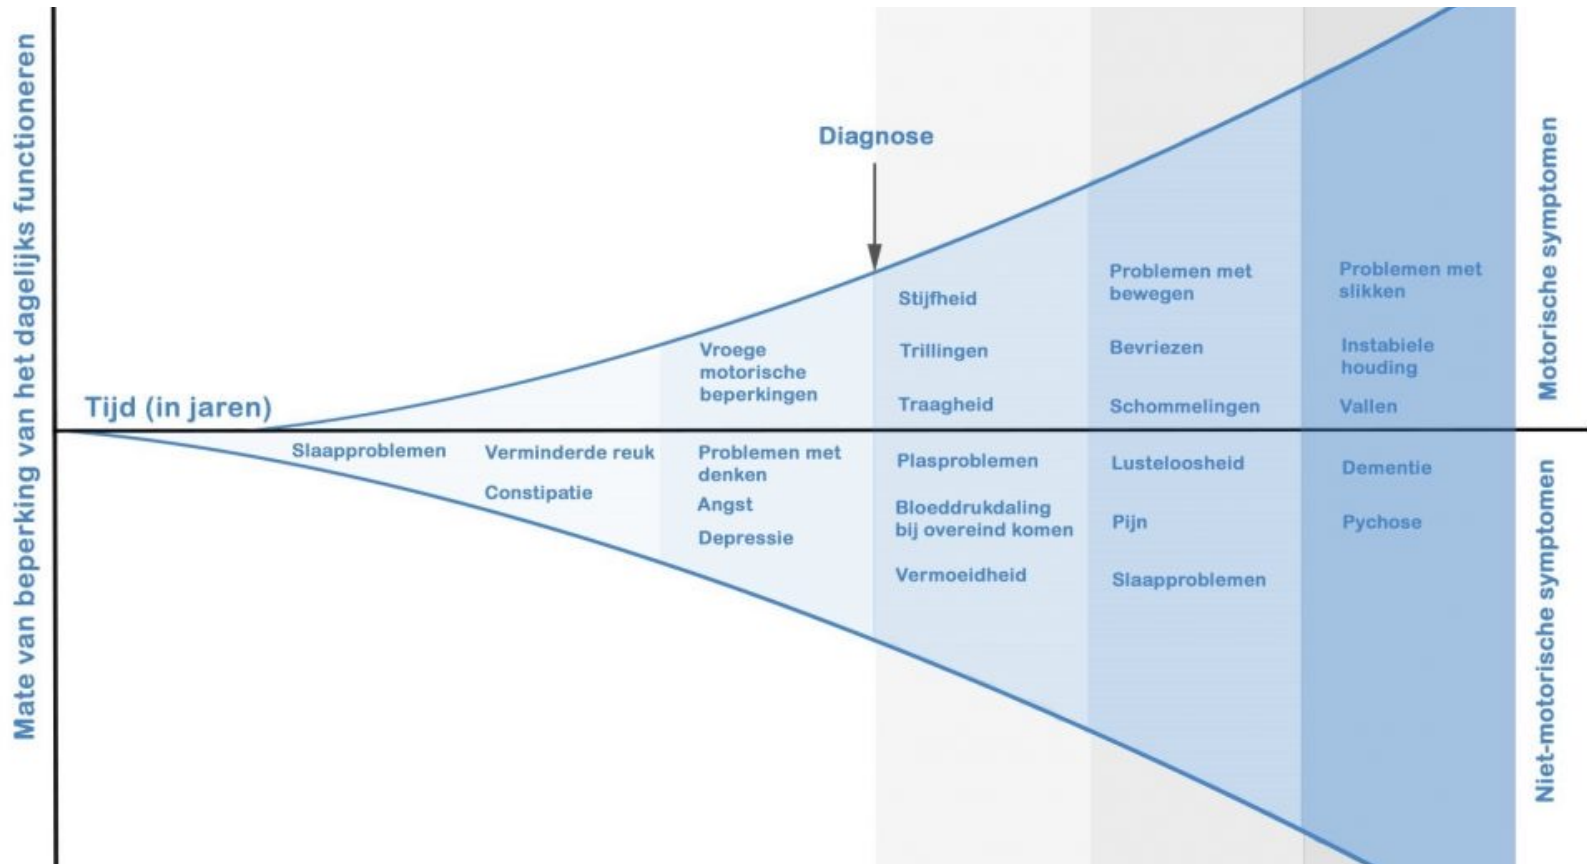 Mate van beperking van het dagelijks functioneren
Diagnose
Tijd (in jaren)
Vroege
motorische
beperkingen
Stijfheid
Trillingen
Traagheid
Problemen met
bewegen
Bevriezen
Schommelingen
Problemen met
slikken
Instabiele
houding
Vallen
Motorische symptomen
Slaapproblemen
Verminderde reuk
Constipatie
Problemen met
denken
Angst
Depressie
Plasproblemen
Bloeddrukdaling
bij overeind komen
Vermoeidheid
Lusteloosheid
Pijn
Slaapproblemen
Dementie
Pychose
Niet-motorische symptomen